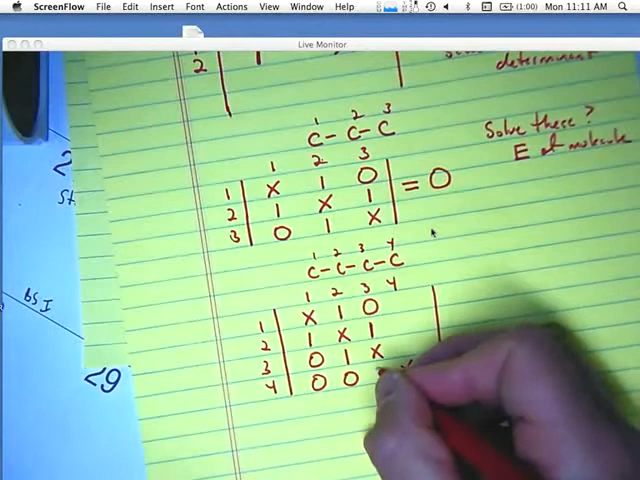 ScreenFlow File Edit Font Actions View Window Help (1:00) Mon 11:11 AM
Live Monitor
2
determinant
1 2 3
C-C-C
Solve these?
E of molecule
1 2 3
1 X 1 0
2 1 X 1 = 0
3 0 1 X
1 2 3 4
C-C-C-C
1 2 3 4
1 X 1 0
2 1 X 1
3 0 1 X
4 0 0